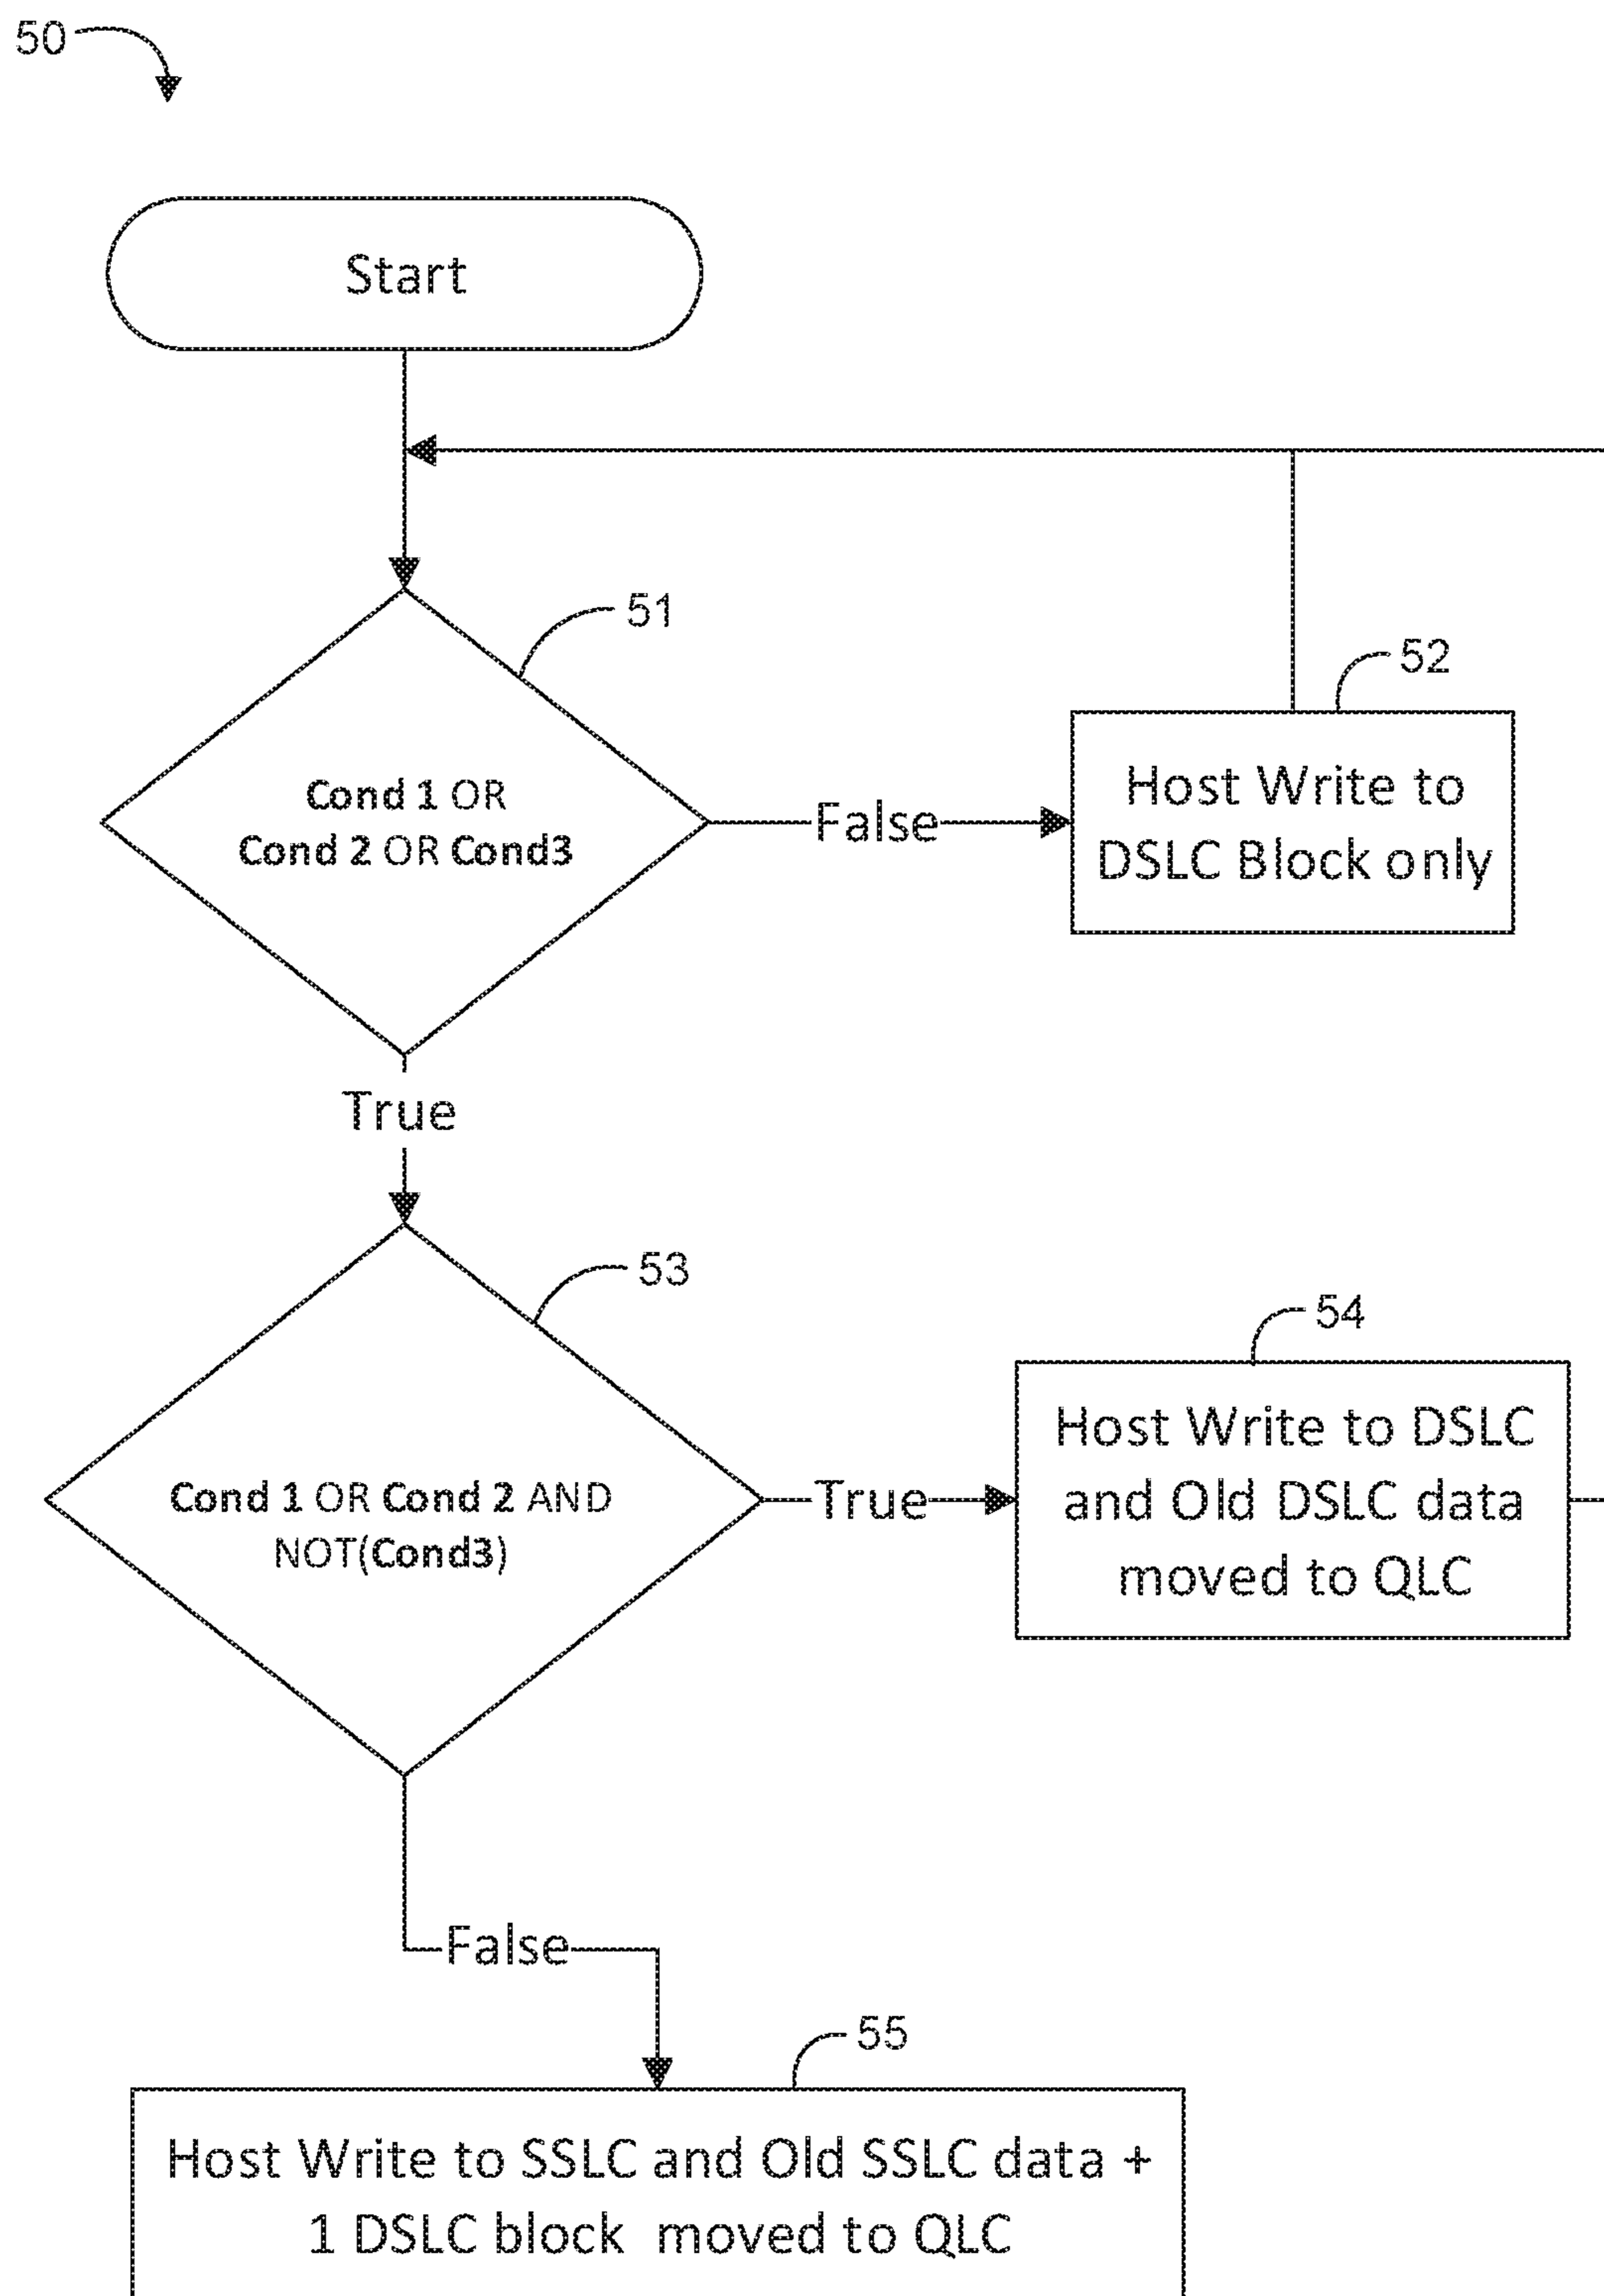 50
Start
51
Cond 1 OR
Cond 2 OR Cond3
False
52
Host Write to
DSLC Block only
True
53
Cond 1 OR Cond 2 AND
NOT(Cond3)
True
54
Host Write to DSLC
and Old DSLC data
moved to QLC
False
55
Host Write to SSLC and Old SSLC data +
1 DSLC block moved to QLC